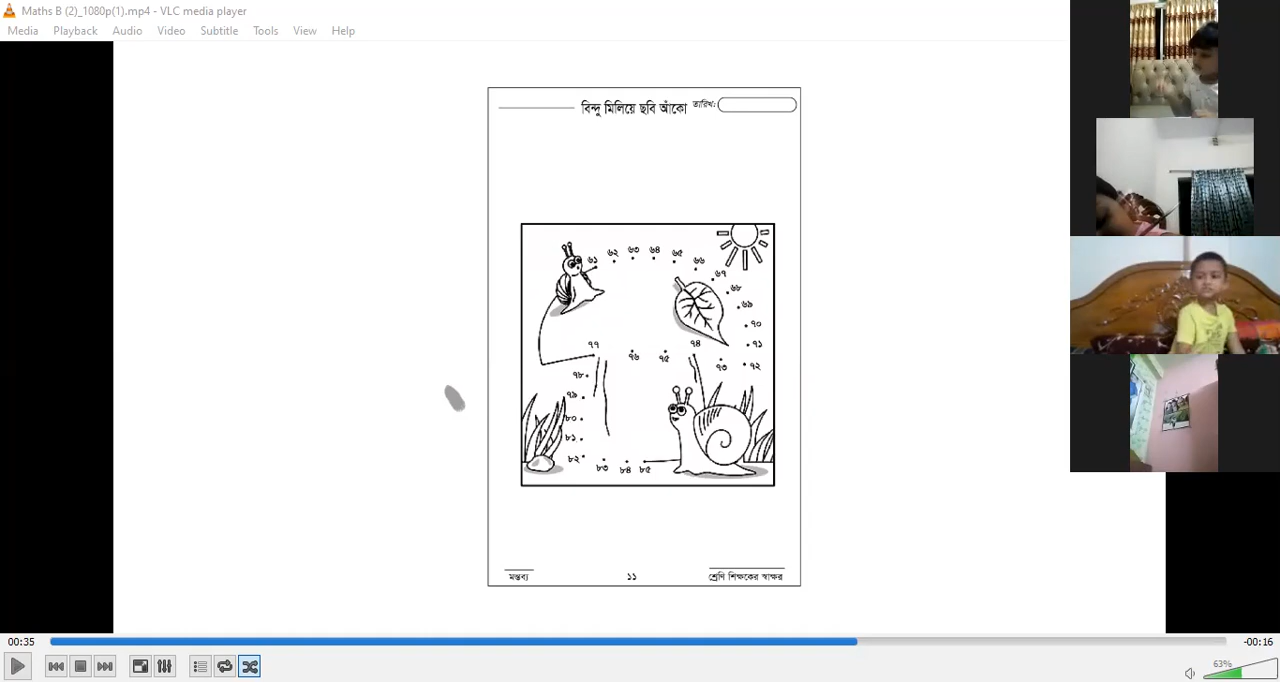 Maths B (2)_1080p(1).mp4 - VLC media player
Media Playback Audio Video Subtitle Tools View Help
বিন্দু মিলিয়ে ছবি আঁকো তারিখ:
৬১ ৬২ ৬৩ ৬৪ ৬৫ ৬৬
৬৭
৬৮
৬৯
৭০
৭৭ ৭৬ ৭৫ ৭৪ ৭১
৭৩ ৭২
৭৮
৭৯
৮০
৮১
৮২ ৮৩ ৮৪ ৮৫
মন্তব্য ১১ শ্রেণি শিক্ষকের স্বাক্ষর
00:35 -00:16
63%